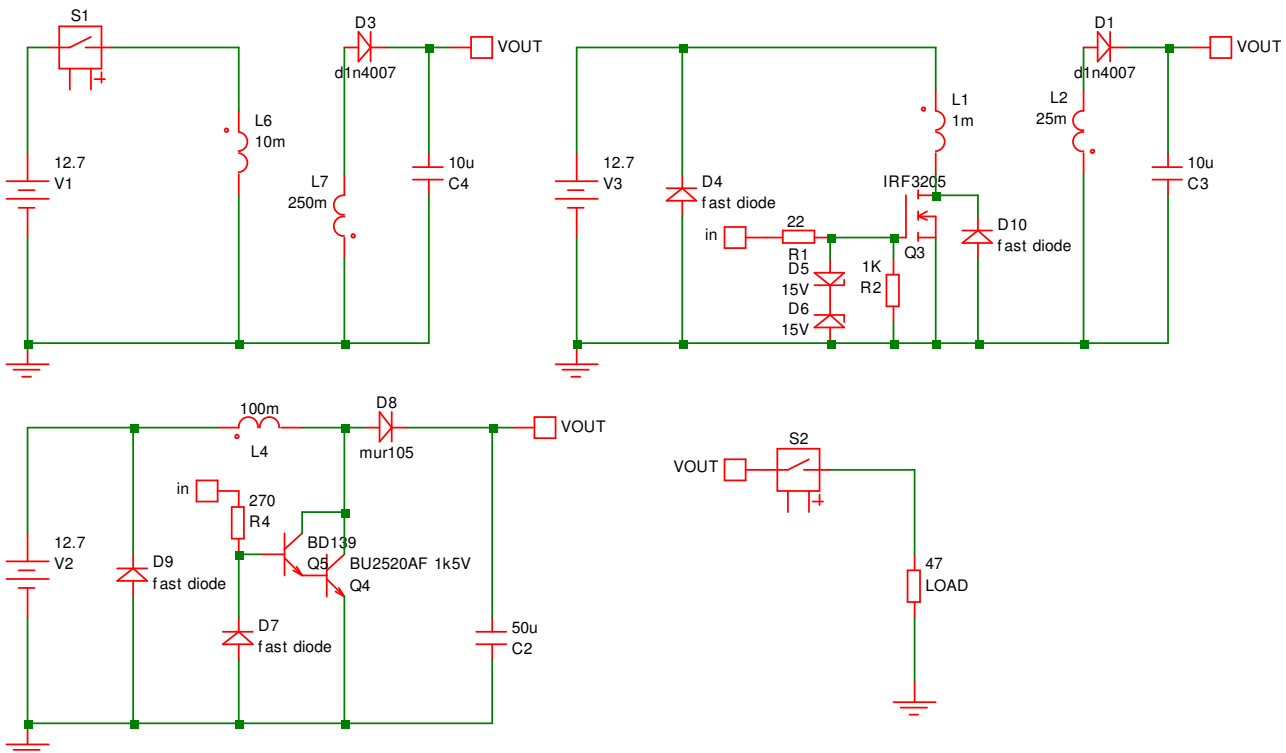 S1
D3
d1n4007
VOUT
L6
10m
12.7
V1
L7
250m
10u
C4
D1
d1n4007
VOUT
L1
1m
L2
25m
12.7
V3
D4
fast diode
IRF3205
Q3
in
22
R1
D5
15V
D6
15V
1K
R2
D10
fast diode
10u
C3
100m
L4
D8
mur105
VOUT
in
270
R4
12.7
V2
D9
fast diode
BD139
Q5
BU2520AF 1k5V
Q4
D7
fast diode
50u
C2
VOUT
S2
47
LOAD